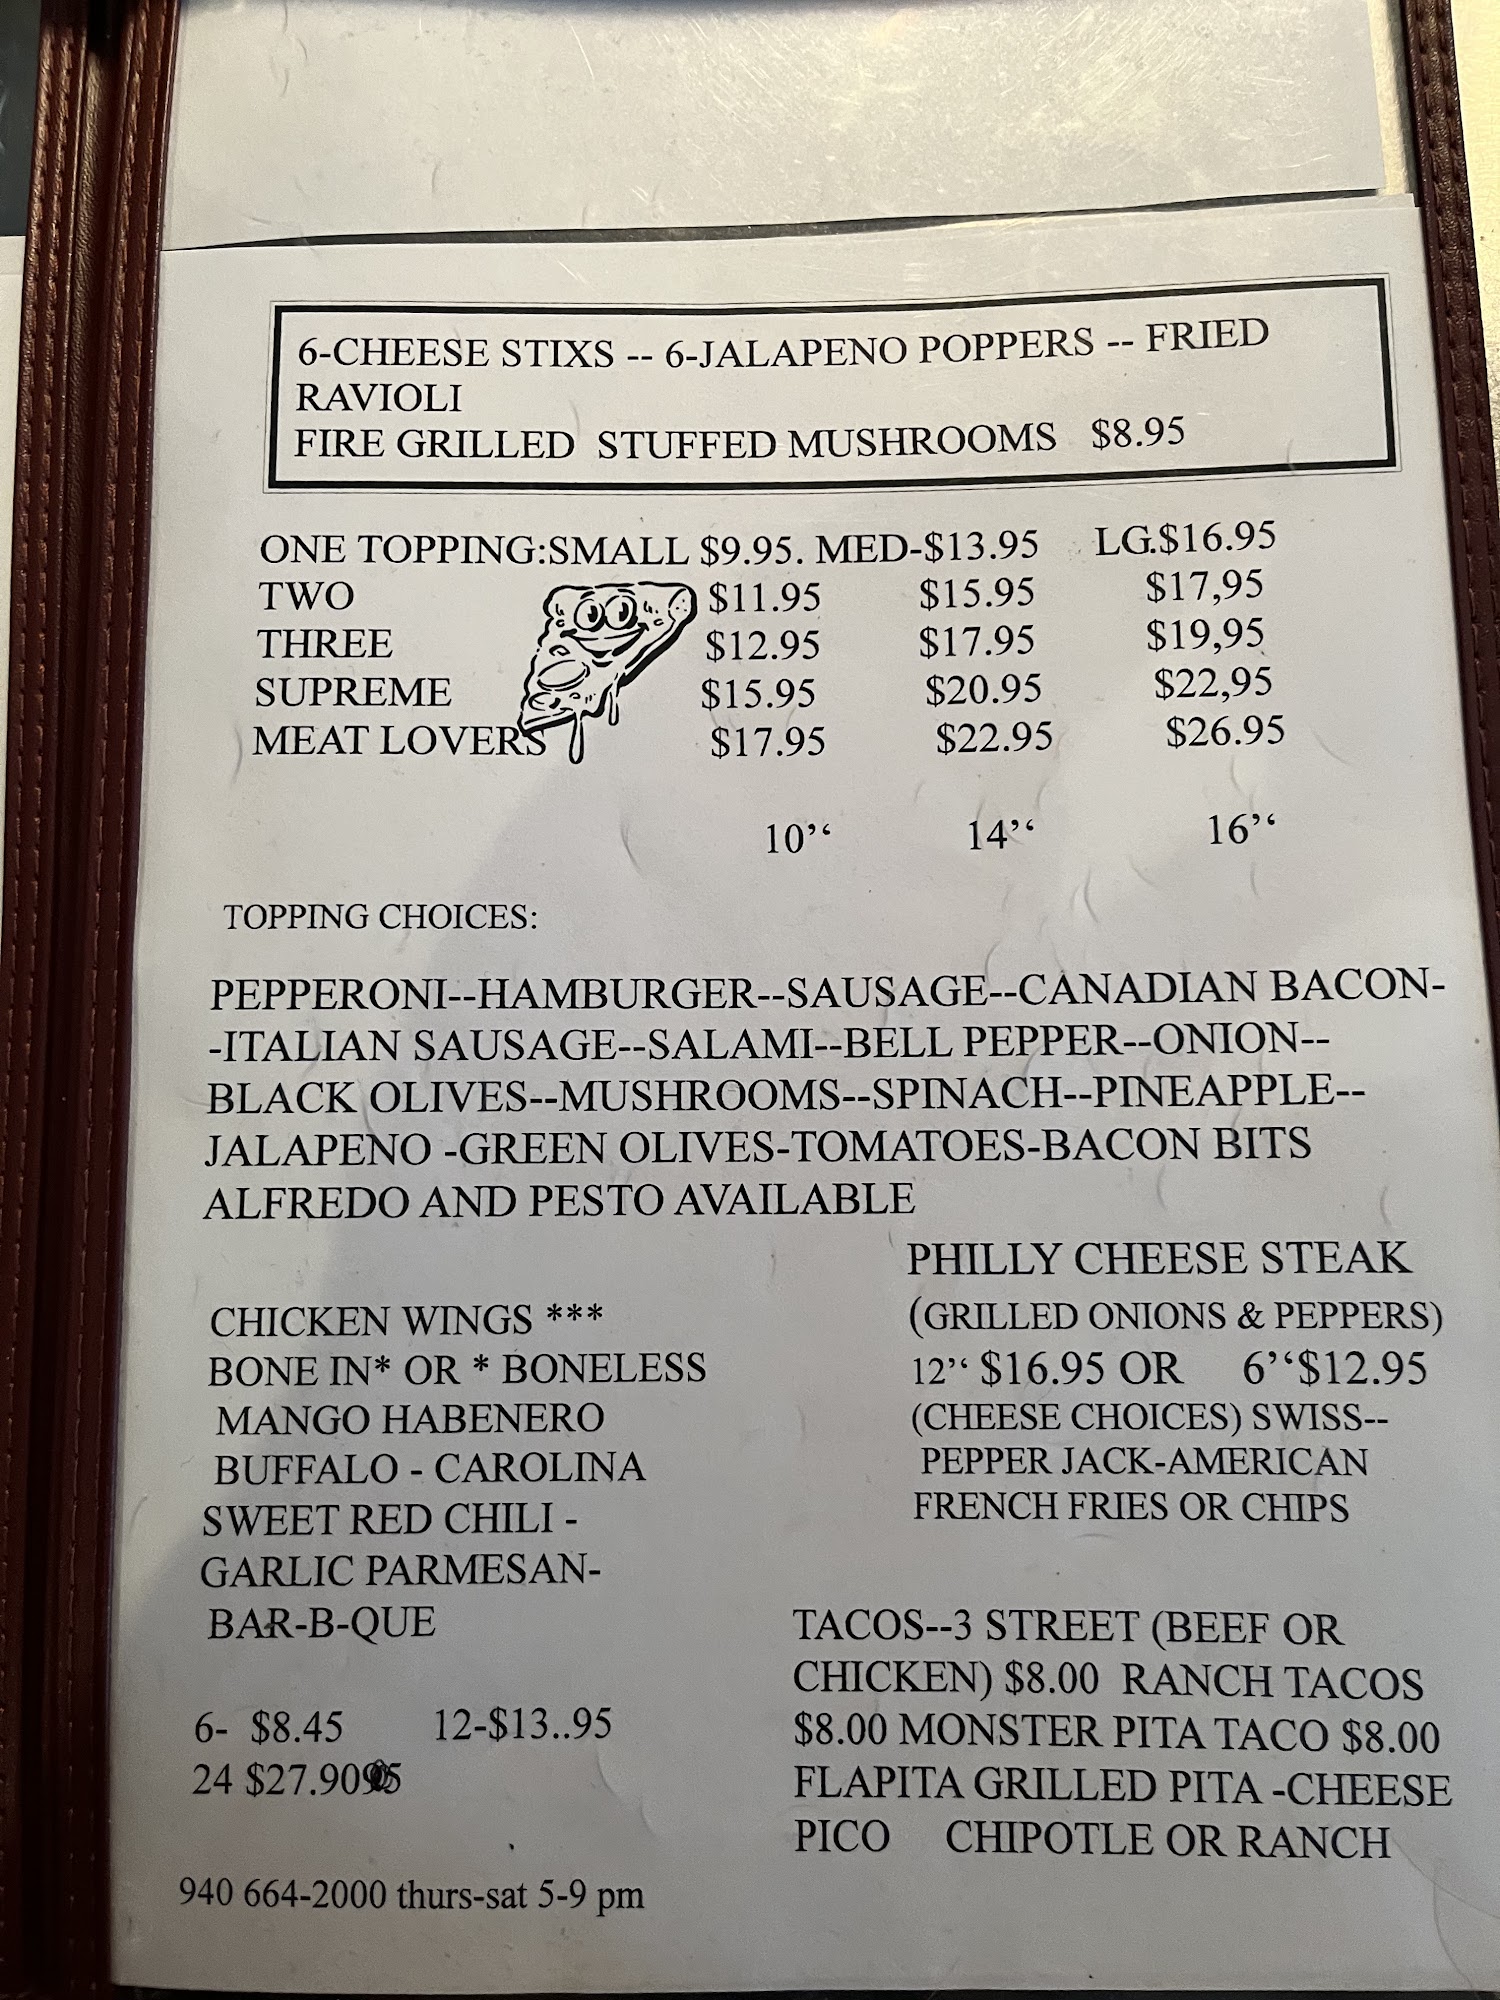 6-CHEESE STIXS -- 6-JALAPENO POPPERS -- FRIED
RAVIOLI
FIRE GRILLED STUFFED MUSHROOMS $8.95
ONE TOPPING:SMALL $9.95. MED-$13.95 LG.$16.95
TWO $11.95 $15.95 $17,95
THREE $12.95 $17.95 $19,95
SUPREME $15.95 $20.95 $22,95
MEAT LOVERS $17.95 $22.95 $26.95
10’‘ 14’‘ 16’‘
TOPPING CHOICES:
PEPPERONI--HAMBURGER--SAUSAGE--CANADIAN BACON-
-ITALIAN SAUSAGE--SALAMI--BELL PEPPER--ONION--
BLACK OLIVES--MUSHROOMS--SPINACH--PINEAPPLE--
JALAPENO -GREEN OLIVES-TOMATOES-BACON BITS
ALFREDO AND PESTO AVAILABLE
CHICKEN WINGS ***
BONE IN* OR * BONELESS
MANGO HABENERO
BUFFALO - CAROLINA
SWEET RED CHILI -
GARLIC PARMESAN-
BAR-B-QUE
6- $8.45 12-$13..95
24 $27.90
PHILLY CHEESE STEAK
(GRILLED ONIONS & PEPPERS)
12’‘ $16.95 OR 6’‘$12.95
(CHEESE CHOICES) SWISS--
PEPPER JACK-AMERICAN
FRENCH FRIES OR CHIPS
TACOS--3 STREET (BEEF OR
CHICKEN) $8.00 RANCH TACOS
$8.00 MONSTER PITA TACO $8.00
FLAPITA GRILLED PITA -CHEESE
PICO CHIPOTLE OR RANCH
940 664-2000 thurs-sat 5-9 pm